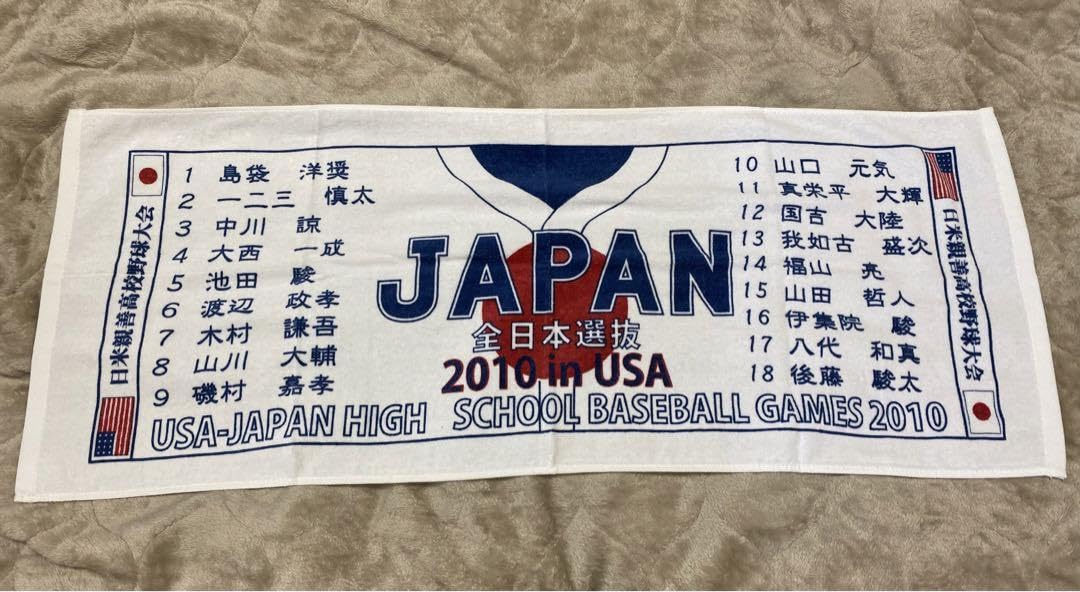 日米親善高校野球大会
1 島袋 洋奨
2 一二三 慎太
3 中川 諒
4 大西 一成
5 池田 駿
6 渡辺 政孝
7 木村 謙吾
8 山川 大輔
9 磯村 嘉孝
JAPAN
全日本選抜
2010 in USA
10 山口 元気
11 真栄平 大輝
12 国吉 大陸
13 我如古 盛次
14 福山 亮
15 山田 哲人
16 伊集院 駿
17 八代 和真
18 後藤 駿太
日米親善高校野球大会
USA-JAPAN HIGH SCHOOL BASEBALL GAMES 2010